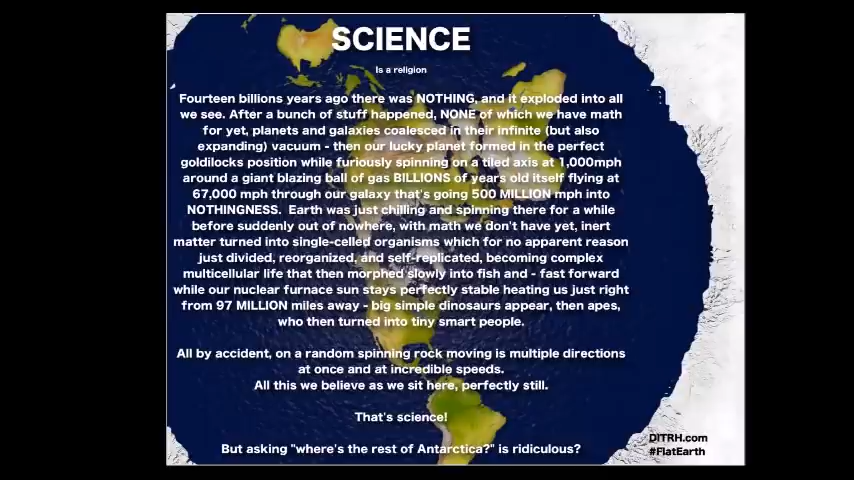 SCIENCE
Is a religion
Fourteen billions years ago there was NOTHING, and it exploded into all
we see. After a bunch of stuff happened, NONE of which we have math
for yet, planets and galaxies coalesced in their infinite (but also
expanding) vacuum - then our lucky planet formed in the perfect
goldilocks position while furiously spinning on a tiled axis at 1,000mph
around a giant blazing ball of gas BILLIONS of years old itself flying at
67,000 mph through our galaxy that's going 500 MILLION mph into
NOTHINGNESS. Earth was just chilling and spinning there for a while
before suddenly out of nowhere, with math we don't have yet, inert
matter turned into single-celled organisms which for no apparent reason
just divided, reorganized, and self-replicated, becoming complex
multicellular life that then morphed slowly into fish and - fast forward
while our nuclear furnace sun stays perfectly stable heating us just right
from 97 MILLION miles away - big simple dinosaurs appear, then apes,
who then turned into tiny smart people.
All by accident, on a random spinning rock moving is multiple directions
at once and at incredible speeds.
All this we believe as we sit here, perfectly still.
That's science!
But asking "where's the rest of Antarctica?" is ridiculous?
DITRH.com
#FlatEarth